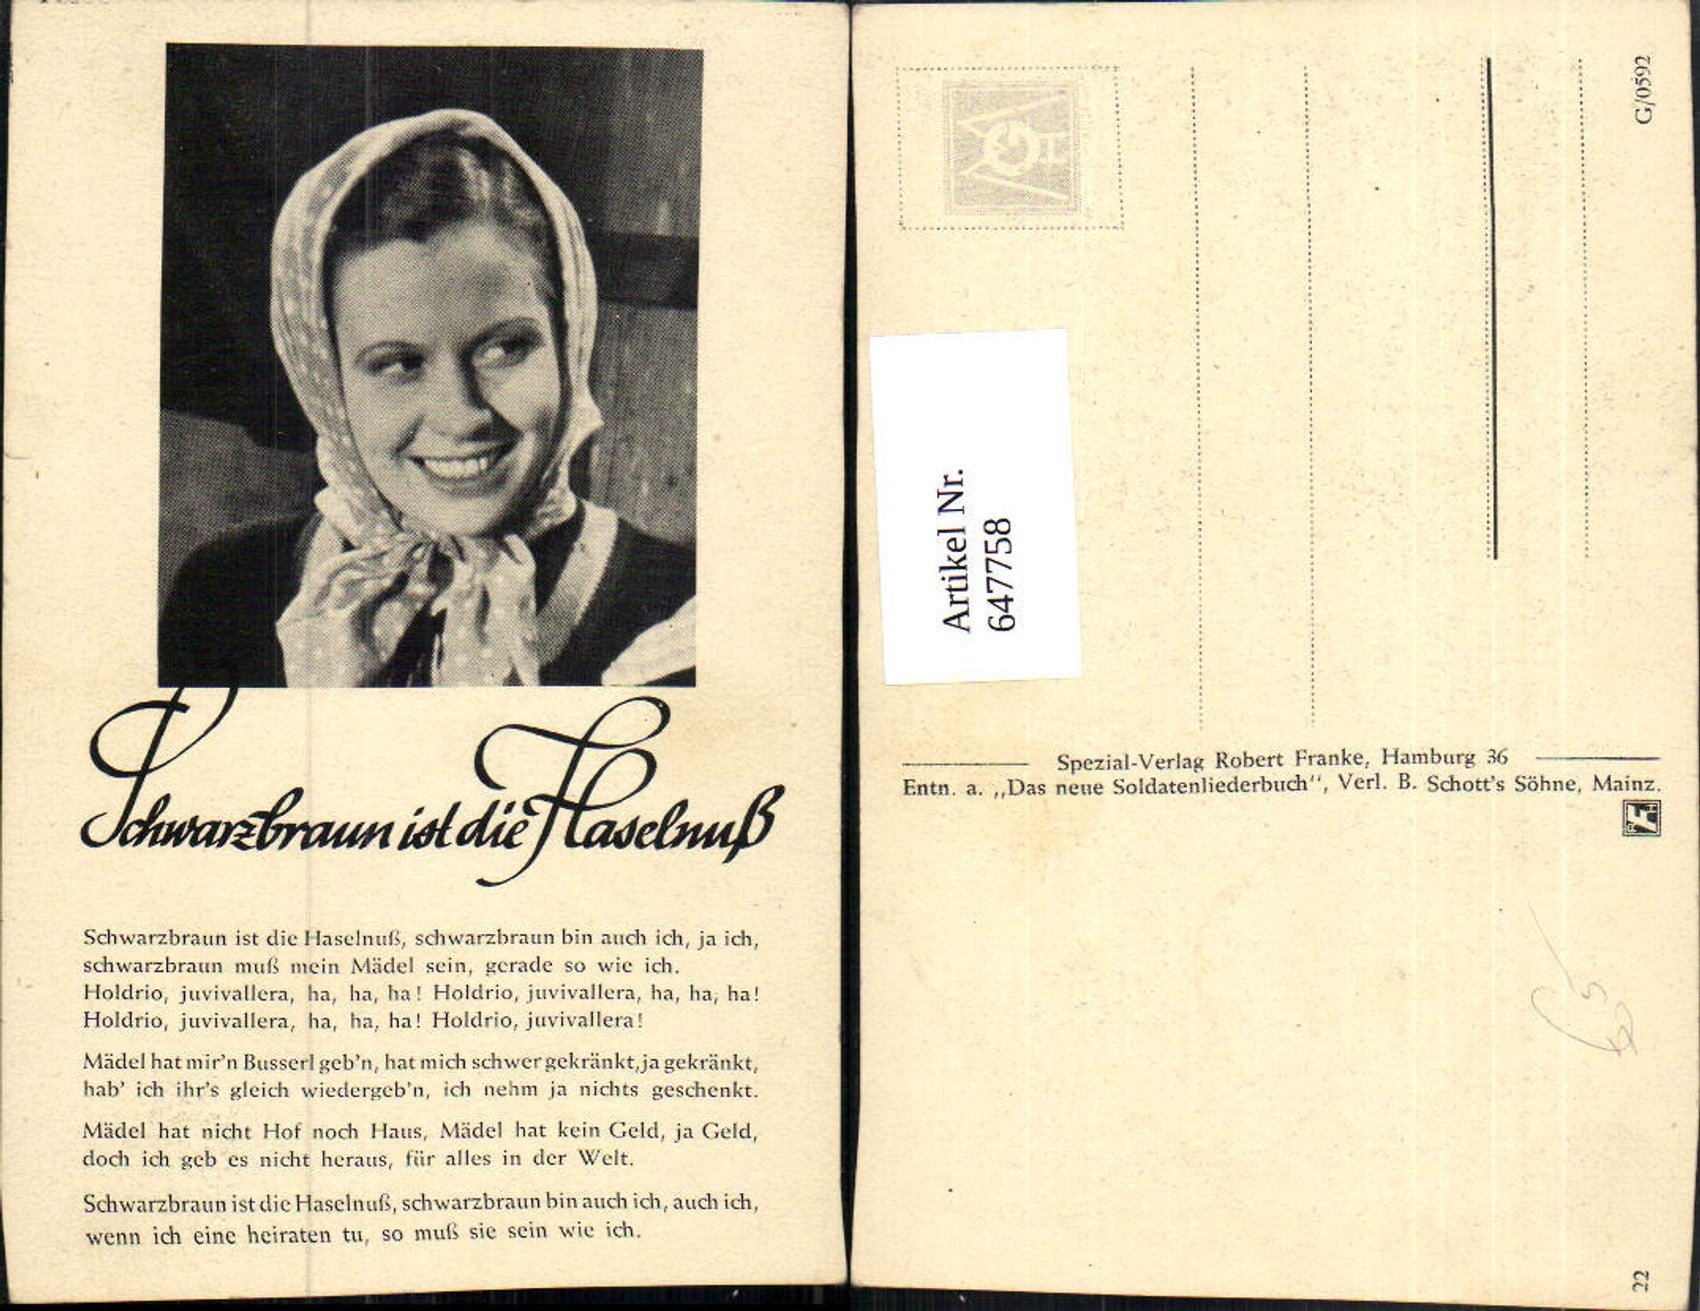 Schwarzbraun ist die Haselnuß
Schwarzbraun ist die Haselnuß, schwarzbraun bin auch ich, ja ich,
schwarzbraun muß mein Mädel sein, gerade so wie ich.
Holdrio, juvivallera, ha, ha, ha! Holdrio, juvivallera, ha, ha, ha!
Holdrio, juvivallera, ha, ha, ha! Holdrio, juvivallera!
Mädel hat mir'n Busserl geb'n, hat mich schwer gekränkt, ja gekränkt,
hab' ich ihr's gleich wiedergeb'n, ich nehm ja nichts geschenkt.
Mädel hat nicht Hof noch Haus, Mädel hat kein Geld, ja Geld,
doch ich geb es nicht heraus, für alles in der Welt.
Schwarzbraun ist die Haselnuß, schwarzbraun bin auch ich, auch ich,
wenn ich eine heiraten tu, so muß sie sein wie ich.
G/0592
Artikel Nr.
647758
Spezial-Verlag Robert Franke, Hamburg 36
Entn. a. „Das neue Soldatenliederbuch", Verl. B. Schott's Söhne, Mainz.
22